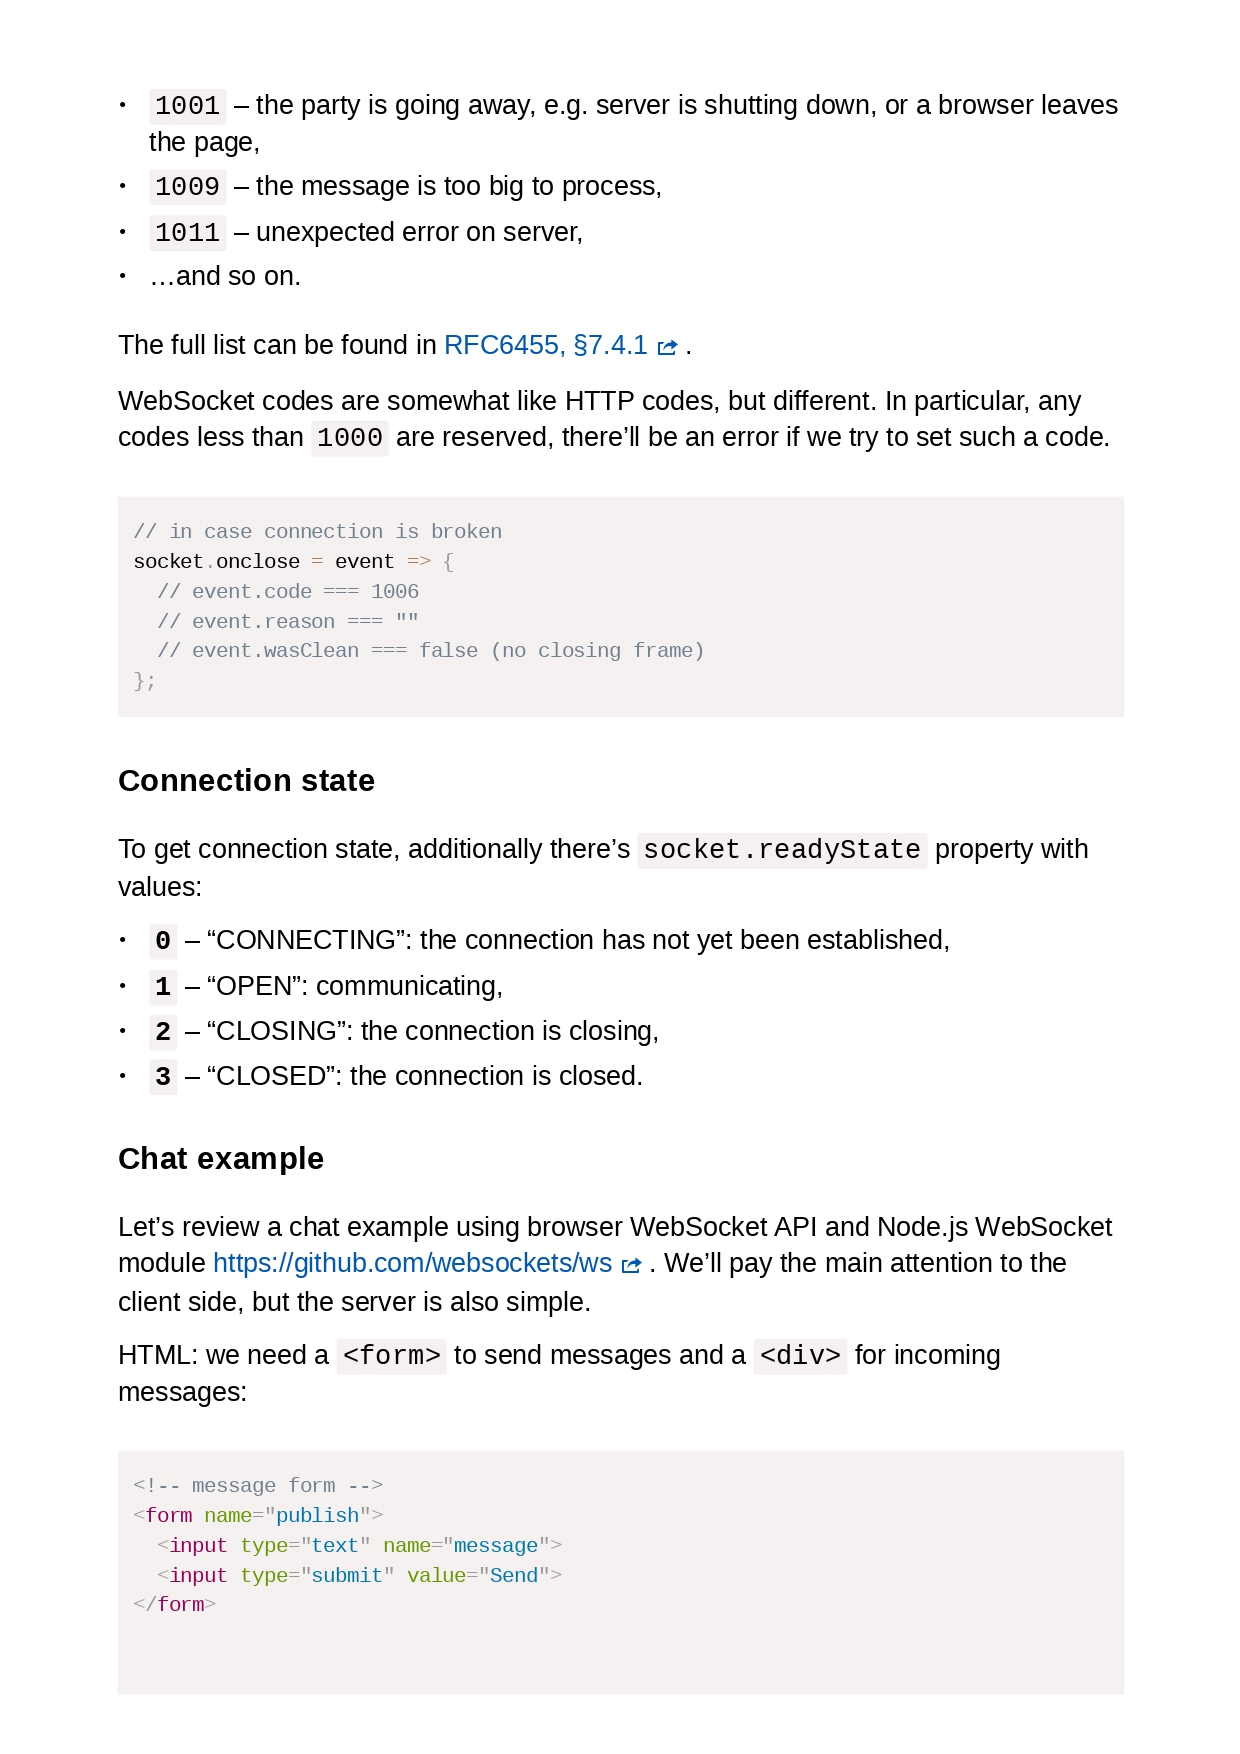 • 1001 – the party is going away, e.g. server is shutting down, or a browser leaves
the page,
• 1009 – the message is too big to process,
• 1011 – unexpected error on server,
• …and so on.
The full list can be found in RFC6455, §7.4.1 .
WebSocket codes are somewhat like HTTP codes, but different. In particular, any
codes less than 1000 are reserved, there’ll be an error if we try to set such a code.
// in case connection is broken
socket.onclose = event => {
  // event.code === 1006
  // event.reason === ""
  // event.wasClean === false (no closing frame)
};
Connection state
To get connection state, additionally there’s socket.readyState property with
values:
• 0 – “CONNECTING”: the connection has not yet been established,
• 1 – “OPEN”: communicating,
• 2 – “CLOSING”: the connection is closing,
• 3 – “CLOSED”: the connection is closed.
Chat example
Let’s review a chat example using browser WebSocket API and Node.js WebSocket
module https://github.com/websockets/ws . We’ll pay the main attention to the
client side, but the server is also simple.
HTML: we need a <form> to send messages and a <div> for incoming
messages:
<!-- message form -->
<form name="publish">
  <input type="text" name="message">
  <input type="submit" value="Send">
</form>